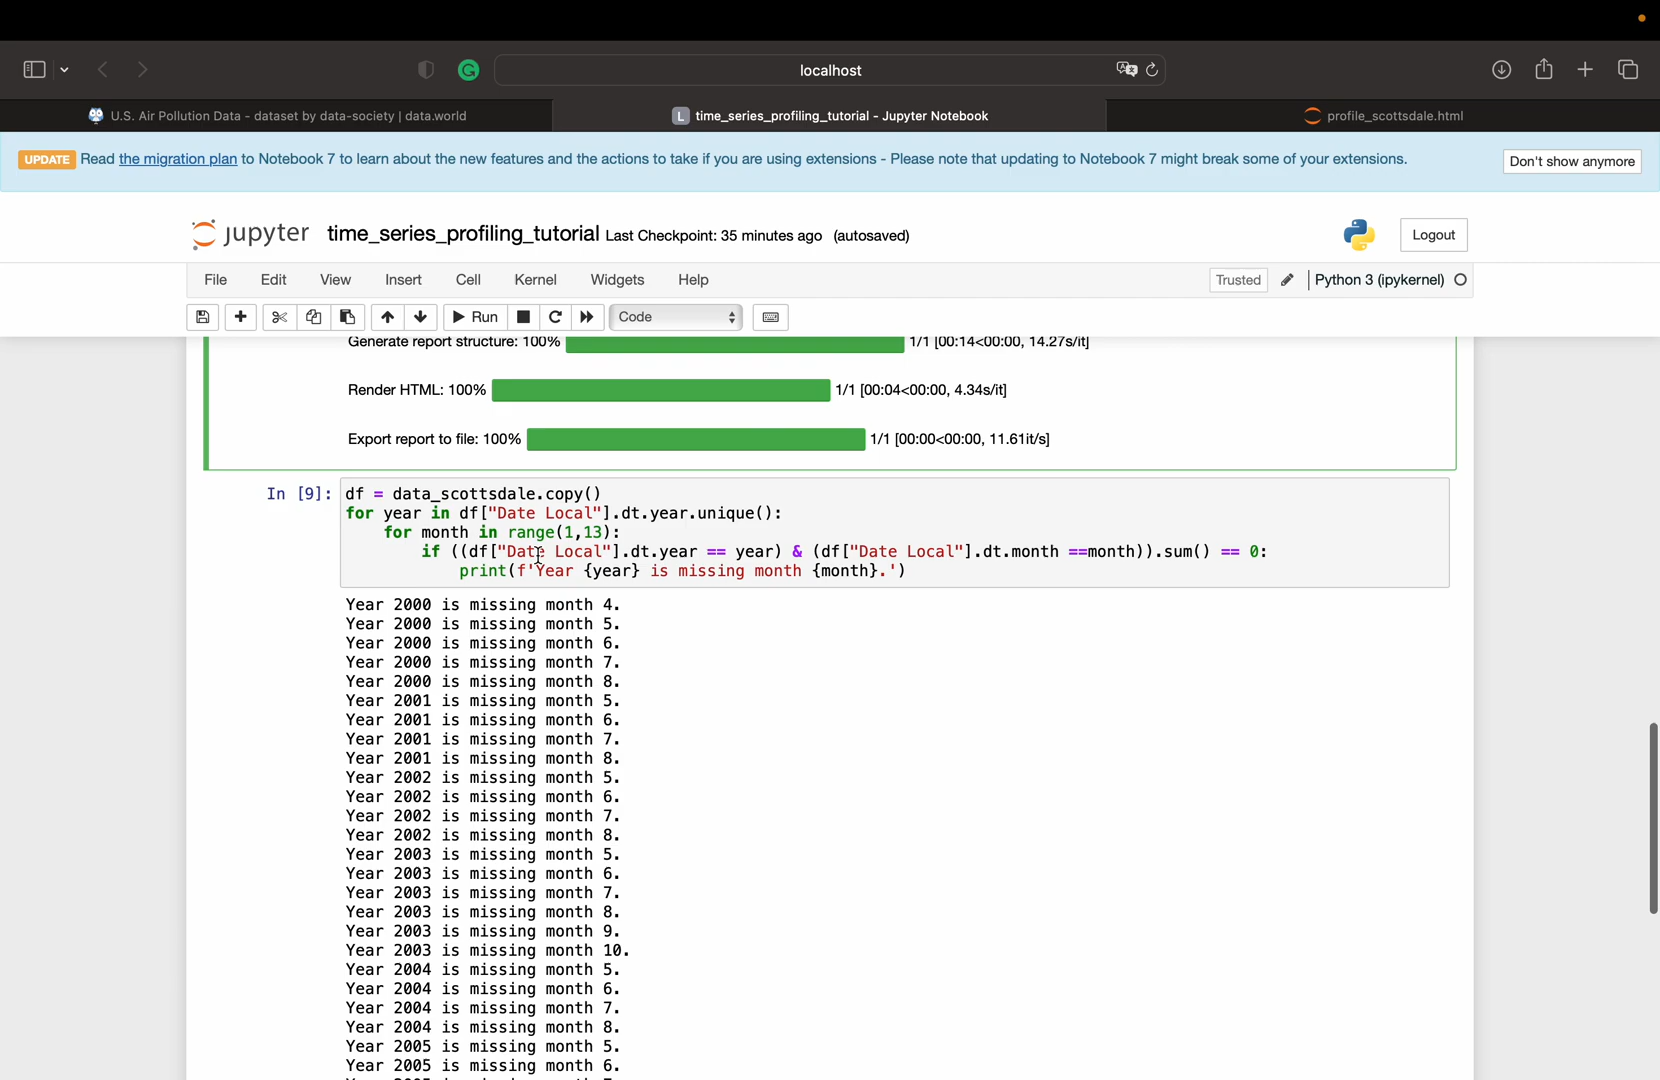 localhost
U.S. Air Pollution Data - dataset by data-society | data.world
L time_series_profiling_tutorial - Jupyter Notebook
profile_scottsdale.html
UPDATE Read the migration plan to Notebook 7 to learn about the new features and the actions to take if you are using extensions - Please note that updating to Notebook 7 might break some of your extensions.
Don't show anymore
jupyter time_series_profiling_tutorial Last Checkpoint: 35 minutes ago (autosaved)
Logout
File Edit View Insert Cell Kernel Widgets Help
Trusted Python 3 (ipykernel)
Run Code
Generate report structure: 100% 1/1 [00:14<00:00, 14.27s/it]
Render HTML: 100% 1/1 [00:04<00:00, 4.34s/it]
Export report to file: 100% 1/1 [00:00<00:00, 11.61it/s]
In [9]: df = data_scottsdale.copy()
for year in df["Date Local"].dt.year.unique():
for month in range(1,13):
if ((df["Date Local"].dt.year == year) & (df["Date Local"].dt.month ==month)).sum() == 0:
print(f'Year {year} is missing month {month}.')
Year 2000 is missing month 4.
Year 2000 is missing month 5.
Year 2000 is missing month 6.
Year 2000 is missing month 7.
Year 2000 is missing month 8.
Year 2001 is missing month 5.
Year 2001 is missing month 6.
Year 2001 is missing month 7.
Year 2001 is missing month 8.
Year 2002 is missing month 5.
Year 2002 is missing month 6.
Year 2002 is missing month 7.
Year 2002 is missing month 8.
Year 2003 is missing month 5.
Year 2003 is missing month 6.
Year 2003 is missing month 7.
Year 2003 is missing month 8.
Year 2003 is missing month 9.
Year 2003 is missing month 10.
Year 2004 is missing month 5.
Year 2004 is missing month 6.
Year 2004 is missing month 7.
Year 2004 is missing month 8.
Year 2005 is missing month 5.
Year 2005 is missing month 6.